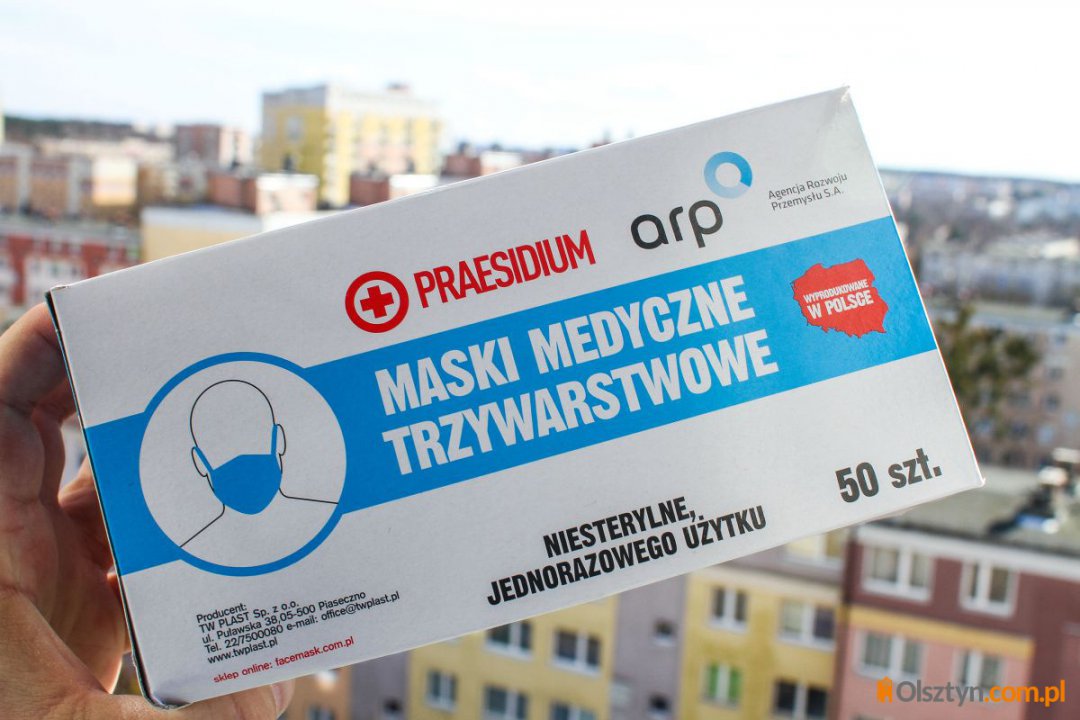 PRAESIDIUM
arp
Agencja Rozwoju
Przemysłu S.A.
MASKI MEDYCZNE
TRZYWARSTWOWE
WYPRODUKOWANE
W POLSCE
50 szt.
NIESTERYLNE,
JEDNORAZOWEGO UŻYTKU
Producent:
TW PLAST Sp. z o.o.
ul. Puławska 38,05-500 Piaseczno
Tel. 22/7500080 e-mail: office@twplast.pl
www.twplast.pl
sklep online: facemask.com.pl
Olsztyn.com.pl